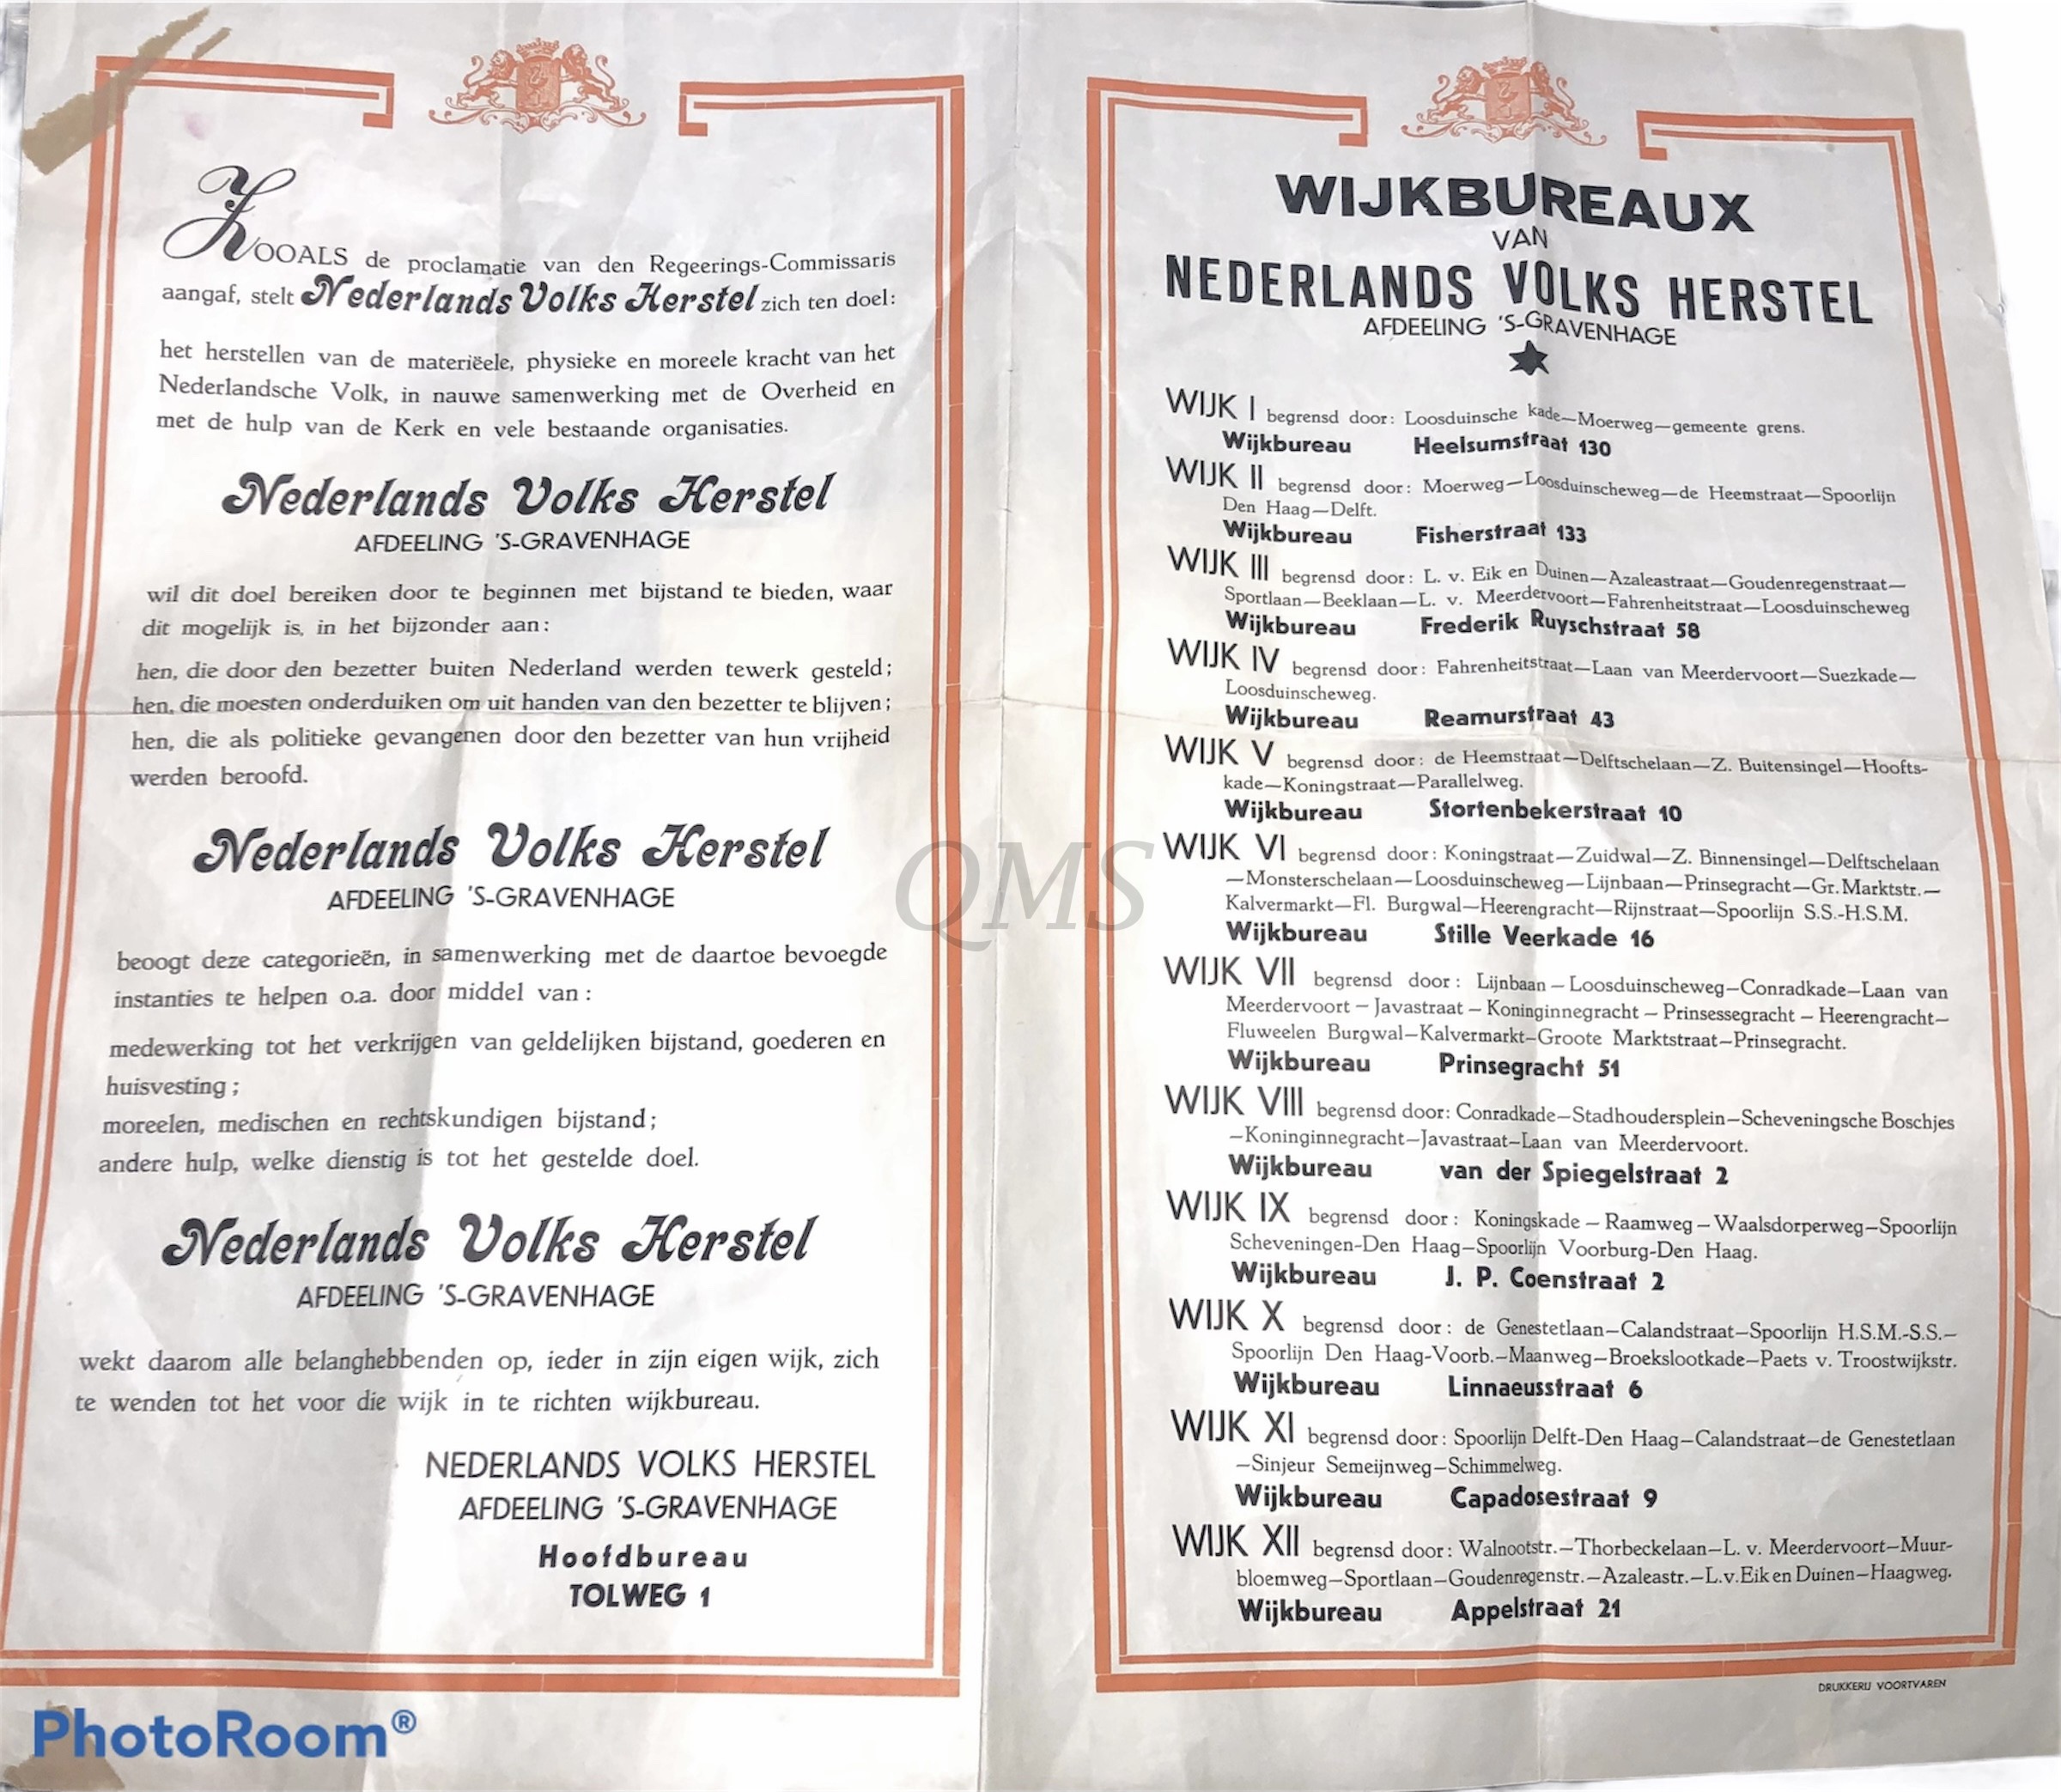 ZOOALS de proclamatie van den Regeerings-Commissaris
aangaf, stelt Nederlands Volks Herstel zich ten doel:
het herstellen van de materiëele, physieke en moreele kracht van het
Nederlandsche Volk, in nauwe samenwerking met de Overheid en
met de hulp van de Kerk en vele bestaande organisaties.
Nederlands Volks Herstel
AFDEELING 'S-GRAVENHAGE
wil dit doel bereiken door te beginnen met bijstand te bieden, waar
dit mogelijk is, in het bijzonder aan:
hen, die door den bezetter buiten Nederland werden tewerk gesteld;
hen, die moesten onderduiken om uit handen van den bezetter te blijven;
hen, die als politieke gevangenen door den bezetter van hun vrijheid
werden beroofd.
Nederlands Volks Herstel
AFDEELING 'S-GRAVENHAGE
beoogt deze categorieën, in samenwerking met de daartoe bevoegde
instanties te helpen o.a. door middel van:
medewerking tot het verkrijgen van geldelijken bijstand, goederen en
huisvesting;
moreelen, medischen en rechtskundigen bijstand;
andere hulp, welke dienstig is tot het gestelde doel.
Nederlands Volks Herstel
AFDEELING 'S-GRAVENHAGE
wekt daarom alle belanghebbenden op, ieder in zijn eigen wijk, zich
te wenden tot het voor die wijk in te richten wijkbureau.
NEDERLANDS VOLKS HERSTEL
AFDEELING 'S-GRAVENHAGE
Hoofdbureau
TOLWEG 1
WIJKBUREAUX
VAN
NEDERLANDS VOLKS HERSTEL
AFDEELING 'S-GRAVENHAGE
WIJK I begrensd door: Loosduinsche kade—Moerweg—gemeente grens.
Wijkbureau Heelsumstraat 130
WIJK II begrensd door: Moerweg—Loosduinscheweg—de Heemstraat—Spoorlijn
Den Haag—Delft.
Wijkbureau Fisherstraat 133
WIJK III begrensd door: L. v. Eik en Duinen—Azaleastraat—Goudenregenstraat—
Sportlaan—Beeklaan—L. v. Meerdervoort—Fahrenheitstraat—Loosduinscheweg
Wijkbureau Frederik Ruyschstraat 58
WIJK IV begrensd door: Fahrenheitstraat—Laan van Meerdervoort—Suezkade—
Loosduinscheweg.
Wijkbureau Reamurstraat 43
WIJK V begrensd door: de Heemstraat—Delftschelaan—Z. Buitensingel—Hoofts-
kade—Koningstraat—Parallelweg.
Wijkbureau Stortenbekerstraat 10
WIJK VI begrensd door: Koningstraat—Zuidwal—Z. Binnensingel—Delftschelaan
—Monsterschelaan—Loosduinscheweg—Lijnbaan—Prinsegracht—Gr. Marktstr.—
Kalvermarkt—Fl. Burgwal—Heerengracht—Rijnstraat—Spoorlijn S.S.-H.S.M.
Wijkbureau Stille Veerkade 16
WIJK VII begrensd door: Lijnbaan—Loosduinscheweg—Conradkade—Laan van
Meerdervoort—Javastraat—Koninginnegracht—Prinsessegracht—Heerengracht—
Fluweelen Burgwal—Kalvermarkt—Groote Marktstraat—Prinsegracht.
Wijkbureau Prinsegracht 51
WIJK VIII begrensd door: Conradkade—Stadhoudersplein—Scheveningsche Boschjes
—Koninginnegracht—Javastraat—Laan van Meerdervoort.
Wijkbureau van der Spiegelstraat 2
WIJK IX begrensd door: Koningskade—Raamweg—Waalsdorperweg—Spoorlijn
Scheveningen-Den Haag—Spoorlijn Voorburg-Den Haag.
Wijkbureau J. P. Coenstraat 2
WIJK X begrensd door: de Genestetlaan—Calandstraat—Spoorlijn H.S.M.-S.S.—
Spoorlijn Den Haag-Voorb.—Maanweg—Broekslootkade—Paets v. Troostwijkstr.
Wijkbureau Linnaeusstraat 6
WIJK XI begrensd door: Spoorlijn Delft-Den Haag—Calandstraat—de Genestetlaan
—Sinjeur Semeijnweg—Schimmelweg.
Wijkbureau Capadosestraat 9
WIJK XII begrensd door: Walnootstr.—Thorbeckelaan—L. v. Meerdervoort—Muur-
bloemweg—Sportlaan—Goudenregenstr.—Azaleastr.—L.v.Eik en Duinen—Haagweg.
Wijkbureau Appelstraat 21
DRUKKERIJ VOORTVAREN
QMS
PhotoRoom®